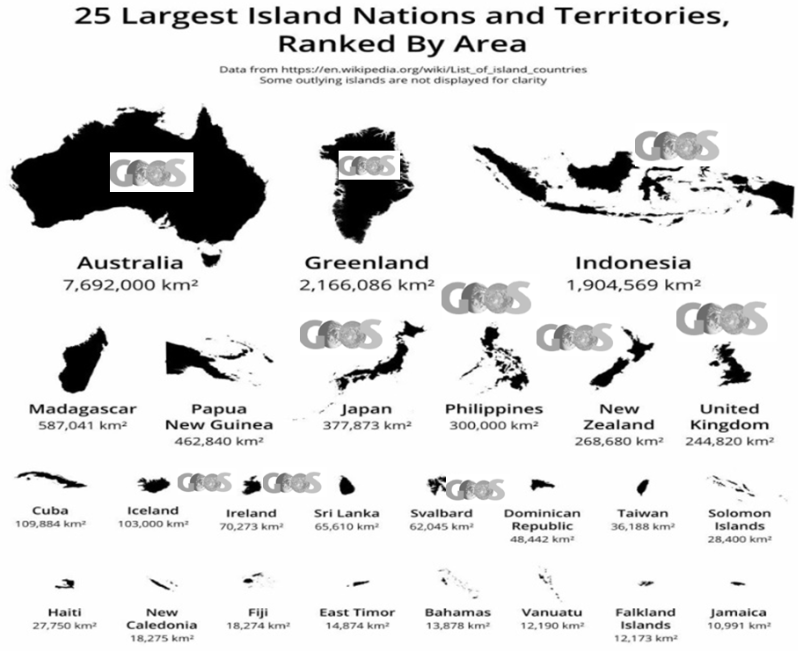 25 Largest Island Nations and Territories,
Ranked By Area
Data from https://en.wikipedia.org/wiki/List_of_island_countries
Some outlying islands are not displayed for clarity
Australia
7,692,000 km²
Greenland
2,166,086 km²
Indonesia
1,904,569 km²
Madagascar
587,041 km²
Papua
New Guinea
462,840 km²
Japan
377,873 km²
Philippines
300,000 km²
New
Zealand
268,680 km²
United
Kingdom
244,820 km²
Cuba
109,884 km²
Iceland
103,000 km²
Ireland
70,273 km²
Sri Lanka
65,610 km²
Svalbard
62,045 km²
Dominican
Republic
48,442 km²
Taiwan
36,188 km²
Solomon
Islands
28,400 km²
Haiti
27,750 km²
New
Caledonia
18,275 km²
Fiji
18,274 km²
East Timor
14,874 km²
Bahamas
13,878 km²
Vanuatu
12,190 km²
Falkland
Islands
12,173 km²
Jamaica
10,991 km²